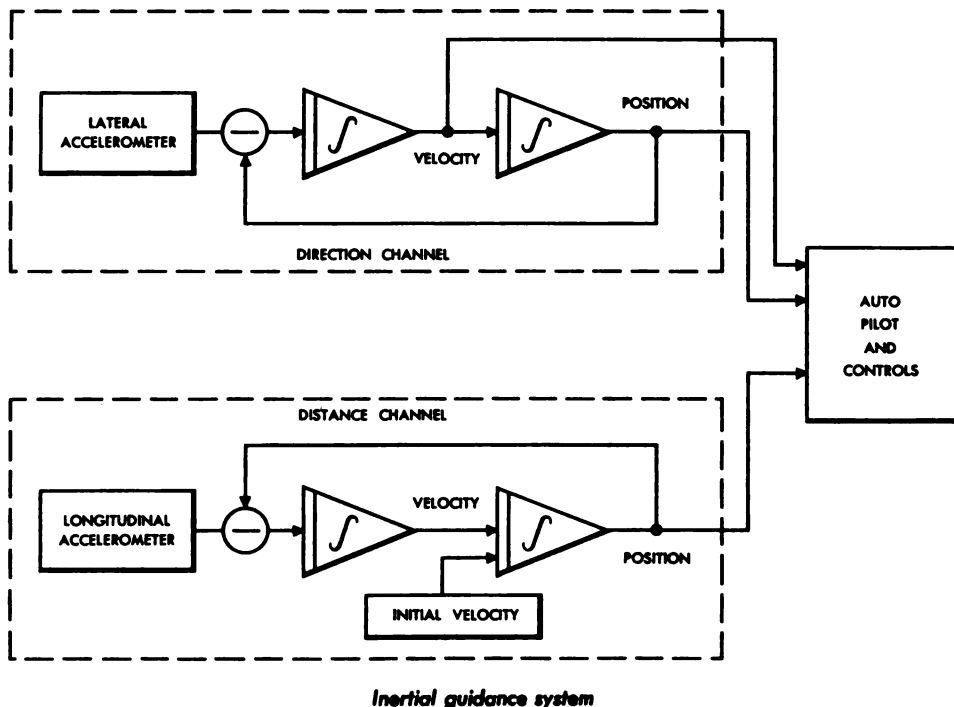 LATERAL
ACCELEROMETER
VELOCITY
POSITION
DIRECTION CHANNEL
AUTO
PILOT
AND
CONTROLS
DISTANCE CHANNEL
LONGITUDINAL
ACCELEROMETER
VELOCITY
POSITION
INITIAL VELOCITY
Inertial guidance system